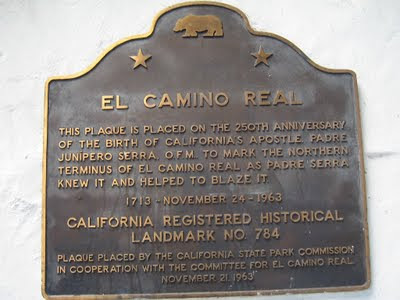 EL CAMINO REAL
THIS PLAQUE IS PLACED ON THE 250TH ANNIVERSARY
OF THE BIRTH OF CALIFORNIA'S APOSTLE, PADRE
JUNÍPERO SERRA, O.F.M. TO MARK THE NORTHERN
TERMINUS OF EL CAMINO REAL AS PADRE SERRA
KNEW IT AND HELPED TO BLAZE IT.
1713 - NOVEMBER 24 - 1963
CALIFORNIA REGISTERED HISTORICAL
LANDMARK NO. 784
PLAQUE PLACED BY THE CALIFORNIA STATE PARK COMMISSION
IN COOPERATION WITH THE COMMITTEE FOR EL CAMINO REAL.
NOVEMBER 21, 1963